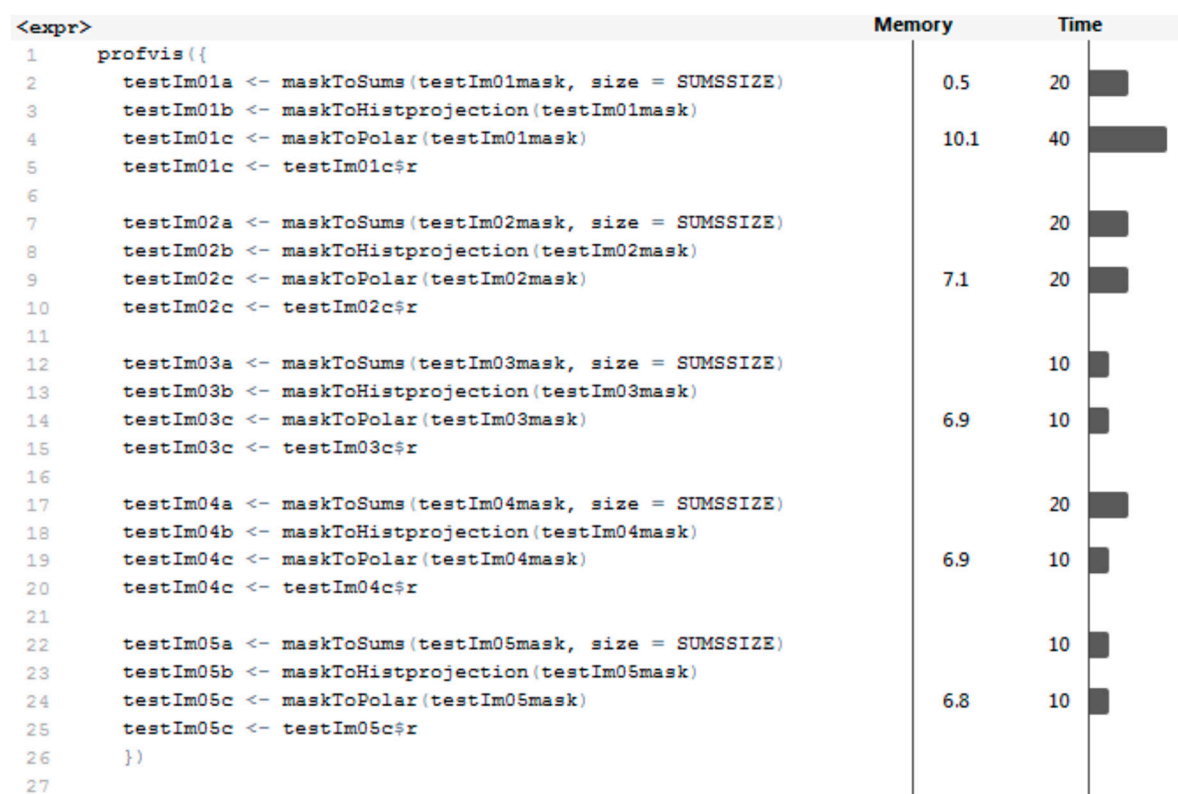 <expr> Memory Time
1 profvis({
2 testIm01a <- maskToSums(testIm01mask, size = SUMSSIZE) 0.5 20
3 testIm01b <- maskToHistprojection(testIm01mask)
4 testIm01c <- maskToPolar(testIm01mask) 10.1 40
5 testIm01c <- testIm01c$r
6
7 testIm02a <- maskToSums(testIm02mask, size = SUMSSIZE) 20
8 testIm02b <- maskToHistprojection(testIm02mask)
9 testIm02c <- maskToPolar(testIm02mask) 7.1 20
10 testIm02c <- testIm02c$r
11
12 testIm03a <- maskToSums(testIm03mask, size = SUMSSIZE) 10
13 testIm03b <- maskToHistprojection(testIm03mask)
14 testIm03c <- maskToPolar(testIm03mask) 6.9 10
15 testIm03c <- testIm03c$r
16
17 testIm04a <- maskToSums(testIm04mask, size = SUMSSIZE) 20
18 testIm04b <- maskToHistprojection(testIm04mask)
19 testIm04c <- maskToPolar(testIm04mask) 6.9 10
20 testIm04c <- testIm04c$r
21
22 testIm05a <- maskToSums(testIm05mask, size = SUMSSIZE) 10
23 testIm05b <- maskToHistprojection(testIm05mask)
24 testIm05c <- maskToPolar(testIm05mask) 6.8 10
25 testIm05c <- testIm05c$r
26 })
27